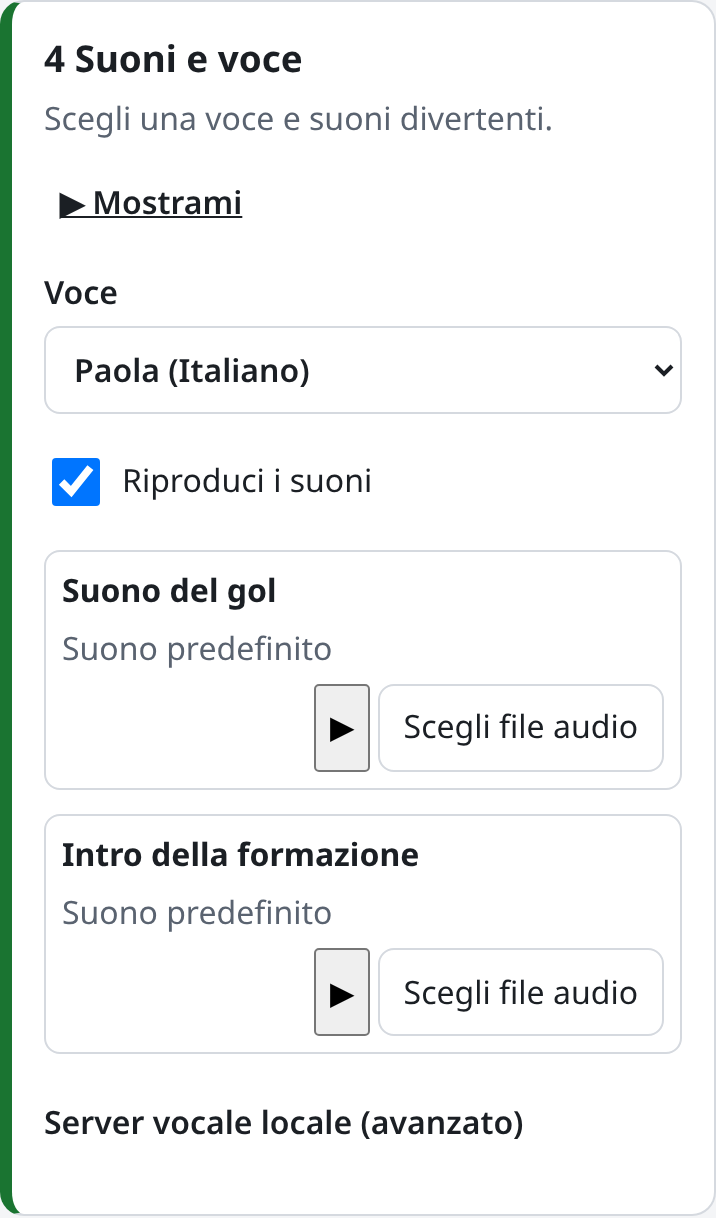 4 Suoni e voce
Scegli una voce e suoni divertenti.
▶ Mostrami
Voce
Paola (Italiano)
Riproduci i suoni
Suono del gol
Suono predefinito
▶ Scegli file audio
Intro della formazione
Suono predefinito
▶ Scegli file audio
Server vocale locale (avanzato)